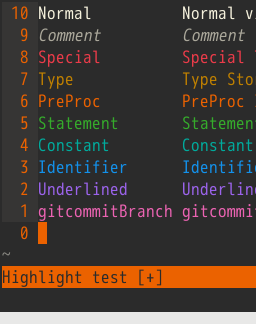 10 Normal Normal v
9 Comment Comment
8 Special Special
7 Type Type Sto
6 PreProc PreProc
5 Statement Statemen
4 Constant Constant
3 Identifier Identifi
2 Underlined Underlin
1 gitcommitBranch gitcommi
0
~
Highlight test [+]